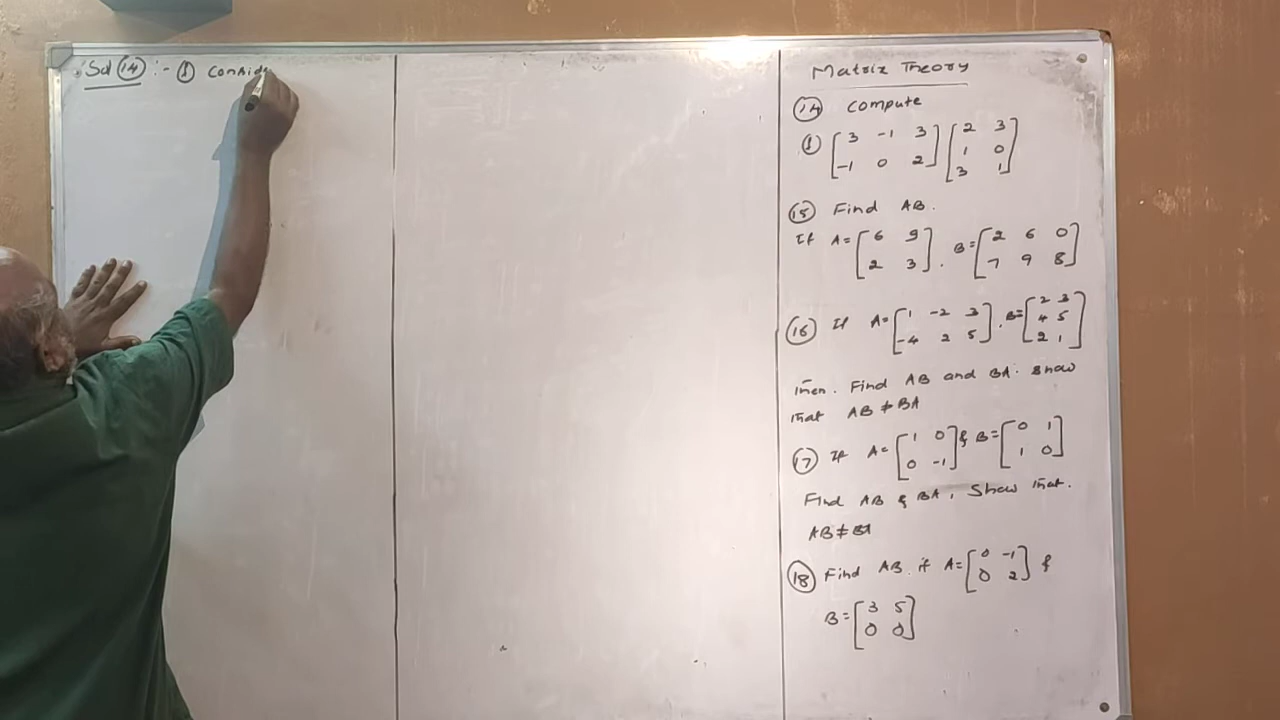 Sol (14) :- (1) Consid
Matrix Theory
(14) Compute
(1) [3 -1 3 [2 3
-1 0 2] 1 0
3 1]
(15) Find AB.
If A=[6 9 B=[2 6 0
2 3]. 7 9 8]
(16) If A=[1 -2 3 B=[2 3
-4 2 5], 4 5
2 1]
Then. Find AB and BA. Show
that AB ≠ BA
(17) If A=[1 0 & B=[0 1
0 -1] 1 0]
Find AB & BA, Show that.
AB ≠ BA
(18) Find AB. if A=[0 -1 &
0 2]
B=[3 5
0 0]